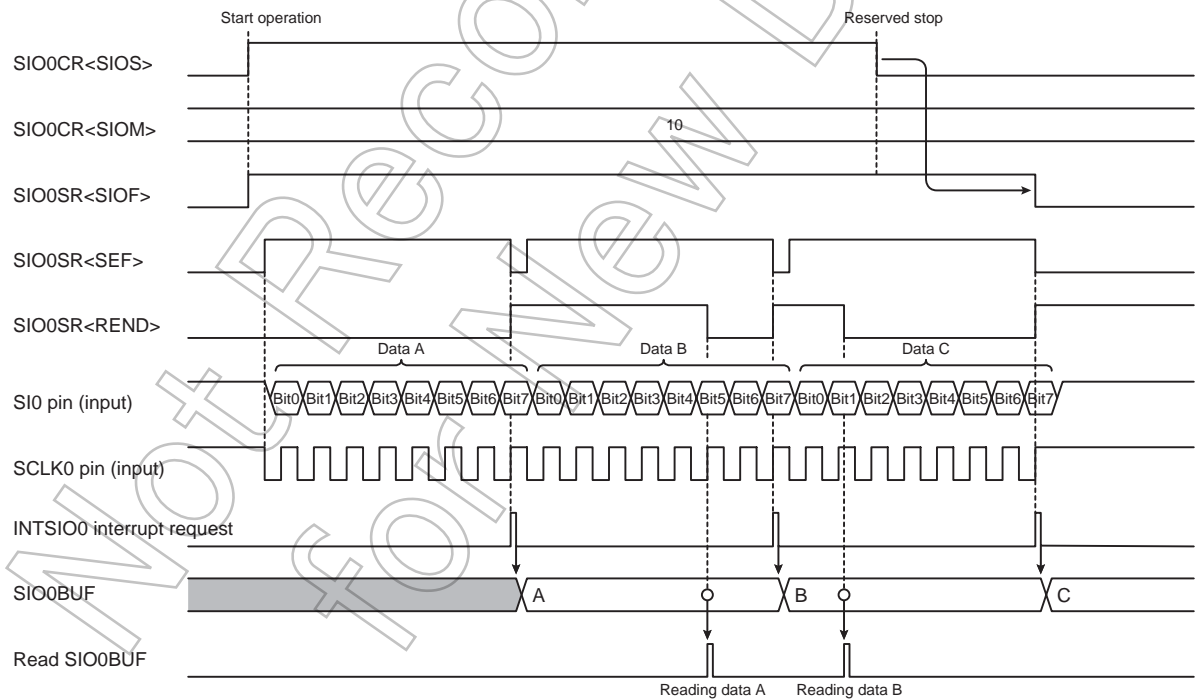 Start operation
Reserved stop
SIO0CR<SIOS>
SIO0CR<SIOM>
10
SIO0SR<SIOF>
SIO0SR<SEF>
SIO0SR<REND>
Data A
Data B
Data C
SI0 pin (input)
Bit0 Bit1 Bit2 Bit3 Bit4 Bit5 Bit6 Bit7 Bit0 Bit1 Bit2 Bit3 Bit4 Bit5 Bit6 Bit7 Bit0 Bit1 Bit2 Bit3 Bit4 Bit5 Bit6 Bit7
SCLK0 pin (input)
INTSIO0 interrupt request
SIO0BUF
A
B
C
Read SIO0BUF
Reading data A
Reading data B
Not
for New